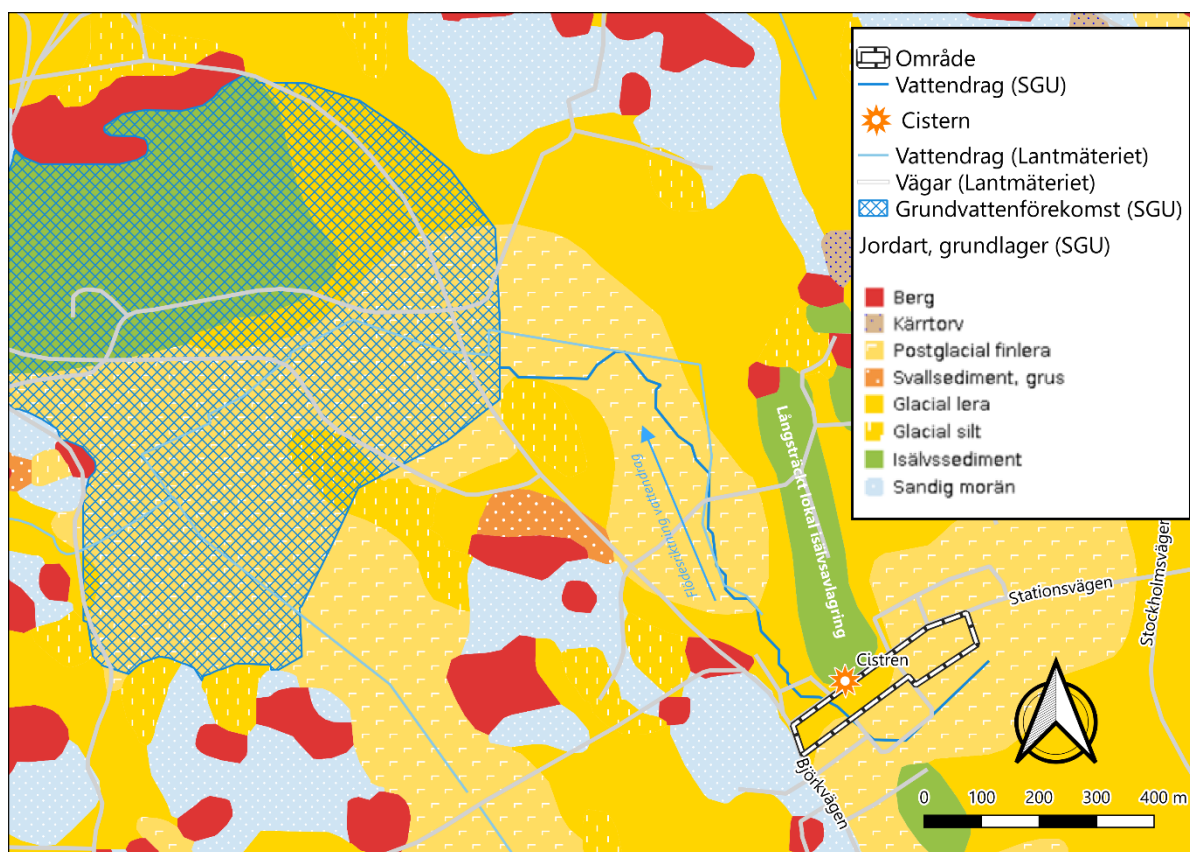 Område
Vattendrag (SGU)
Cistern
Vattendrag (Lantmäteriet)
Vägar (Lantmäteriet)
Grundvattenförekomst (SGU)
Jordart, grundlager (SGU)
Berg
Kärrtorv
Postglacial finlera
Svallsediment, grus
Glacial lera
Glacial silt
Isälvssediment
Sandig morän
Långsträckt lokal isälvsavlagring
Flödesriktning vattendrag
Stationsvägen
Stockholmsvägen
Cistren
Björkvägen
0 100 200 300 400 m